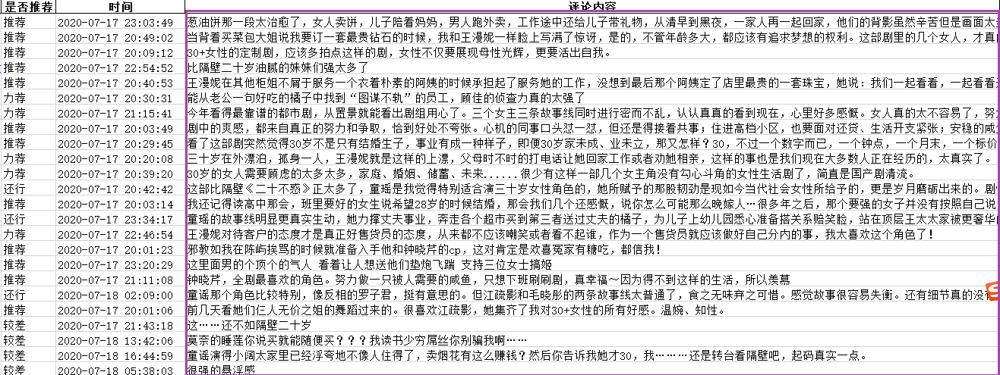 是否推荐 时间 评论内容
推荐 2020-07-17 23:03:49 葱油饼那一段太治愈了，女人卖饼，儿子陪着妈妈，男人跑外卖，工作途中还给儿子带礼物，从清早到黑夜，一家人再一起回家，他们的背影虽然辛苦但是画面太
推荐 2020-07-17 20:49:02 当背着买菜包大姐说我要订一套最贵钻石的时候，我和王漫妮一样脸上写满了惊讶，是的，不管年龄多大，都应该有追求梦想的权利。这部剧里的几个女人，才真
推荐 2020-07-17 20:09:12 30+女性的定制剧，应该多拍点这样的剧，女性不仅要展现母性光辉，更要活出自我。
推荐 2020-07-17 22:54:52 比隔壁二十岁油腻的妹妹们强太多了
推荐 2020-07-17 20:40:53 王漫妮在其他柜姐不屑于服务一个衣着朴素的阿姨的时候承担起了服务她的工作，没想到最后那个阿姨定了店里最贵的一套珠宝，她说：我们一起看看，一起看看
力荐 2020-07-17 20:30:31 能从老公一句好吃的橘子中找到“图谋不轨”的员工，顾佳的侦查力真的太强了
力荐 2020-07-17 21:15:41 今年看得最靠谱的都市剧，从置景就能看出剧组用心了。三个女主三条故事线同时进行密而不乱，认认真真的看到现在，心里好多感慨。女人真的太不容易了，努
推荐 2020-07-17 20:03:49 剧中的爽感，都来自真正的努力和争取，恰到好处不夸张。心机的同事口头怼一怼，但还是得接着共事；住进高档小区，也要面对还贷、生活开支紧张；安稳的咸
推荐 2020-07-17 20:29:45 看了这部剧突然觉得30岁不是只有结婚生子，事业有成一种样子，即便30岁家未成、业未立，那又怎样？30，不过一个数字而已，一个钟点，一个月末，一个标价
力荐 2020-07-17 20:20:08 三十岁在外漂泊，孤身一人，王漫妮就是这样的上漂，父母时不时的打电话让她回家工作或者劝她相亲，这样的事也是我们现在大多数人正在经历的，太真实了。
力荐 2020-07-17 20:39:20 30岁的女人需要顾虑的太多太多，家庭、婚姻、储蓄、未来......很少有这样一部几个女主角没有勾心斗角的女性生活剧了，简直是国产剧清流。
还行 2020-07-17 20:42:42 这部比隔壁《二十不惑》正太多了，童瑶是我觉得特别适合演三十岁女性角色的，她所赋予的那股韧劲是现如今当代社会女性所给予的，更是岁月磨砺出来的。剧
推荐 2020-07-17 20:03:14 我还记得读高中那会，班里要好的女生说希望28岁的时候结婚，那会我们几个还感慨，说你怎么可能那么晚嫁人…很多年之后，那个要强的女子并没有按照自己说
还行 2020-07-17 23:34:17 童瑶的故事线明显更真实生动，她力撑丈夫事业，奔走各个超市买到第三者送过丈夫的橘子，为儿子上幼儿园悉心准备搭关系赔笑脸，站在顶层王太太家被更奢华
力荐 2020-07-17 22:46:54 王漫妮对待客户的态度才是真正好售货员的态度，从来都不应该嘲笑或者看不起谁，作为一个售货员就应该做好自己分内的事，我太喜欢这个角色了！
推荐 2020-07-17 20:01:23 邪教如我在陈屿挨骂的时候就准备入手他和钟晓芹的cp，这对肯定是欢喜冤家有糖吃，都信我！
推荐 2020-07-17 23:20:29 这里面男的个顶个的气人 看着让人想送他们垫炮飞踹 支持三位女士搞姬
推荐 2020-07-17 21:11:08 钟晓芹，全剧最喜欢的角色。努力做一只被人需要的咸鱼，只想下班刷刷剧，真幸福～因为得不到这样的生活，所以羡慕
还行 2020-07-18 02:09:00 童谣那个角色比较特别，像反相的罗子君，挺有意思的。但江疏影和毛晓彤的两条故事线太普通了，食之无味弃之可惜。感觉故事很容易失衡。还有细节真的没
推荐 2020-07-17 20:01:06 前几天看她们仨人无价之姐的舞蹈过来的。很喜欢江疏影，她集齐了我对30+女性的所有好感。温婉、知性。
较差 2020-07-17 21:43:18 这……还不如隔壁二十岁
较差 2020-07-18 13:42:06 莫奈的睡莲你说买就能随便买？？？我读书少穷屌丝你别骗我啊……
较差 2020-07-18 16:44:59 童谣演得小阔太家里已经浮夸地不像人住得了，卖烟花有这么赚钱？然后你告诉我她才30，我………还是转台看隔壁吧，起码真实一点。
较差 2020-07-18 05:38:03 很强的悬浮感